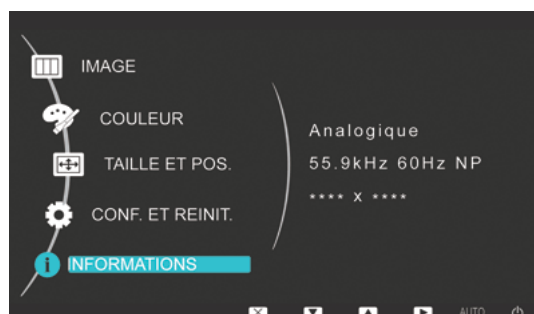 IMAGE
COULEUR
TAILLE ET POS.
CONF. ET REINIT.
INFORMATIONS
Analogique
55.9kHz 60Hz NP
**** X ****
AUTO